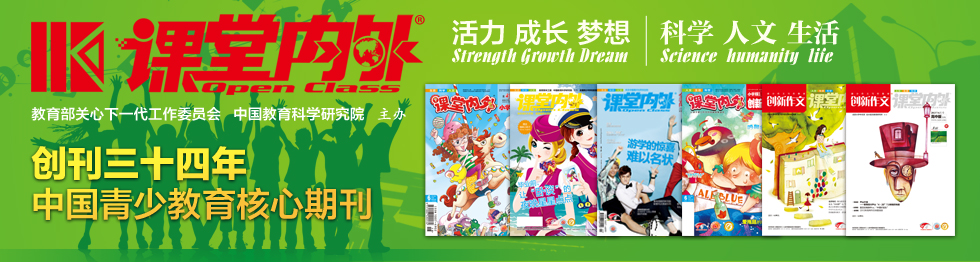 课堂内外®
Open Class
活力 成长 梦想
Strength Growth Dream
科学 人文 生活
Science humanity life
教育部关心下一代工作委员会 中国教育科学研究院 主办
创刊三十四年
中国青少教育核心期刊
课堂内外
课堂内外
课堂内外
游学的惊喜
难以名状
创新作文
课堂内外
创新作文
课堂内外